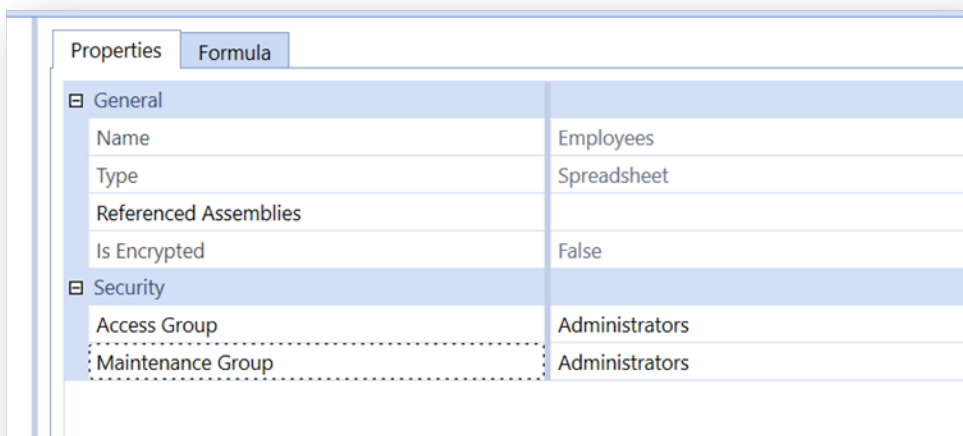 Properties Formula
General
Name Employees
Type Spreadsheet
Referenced Assemblies
Is Encrypted False
Security
Access Group Administrators
Maintenance Group Administrators